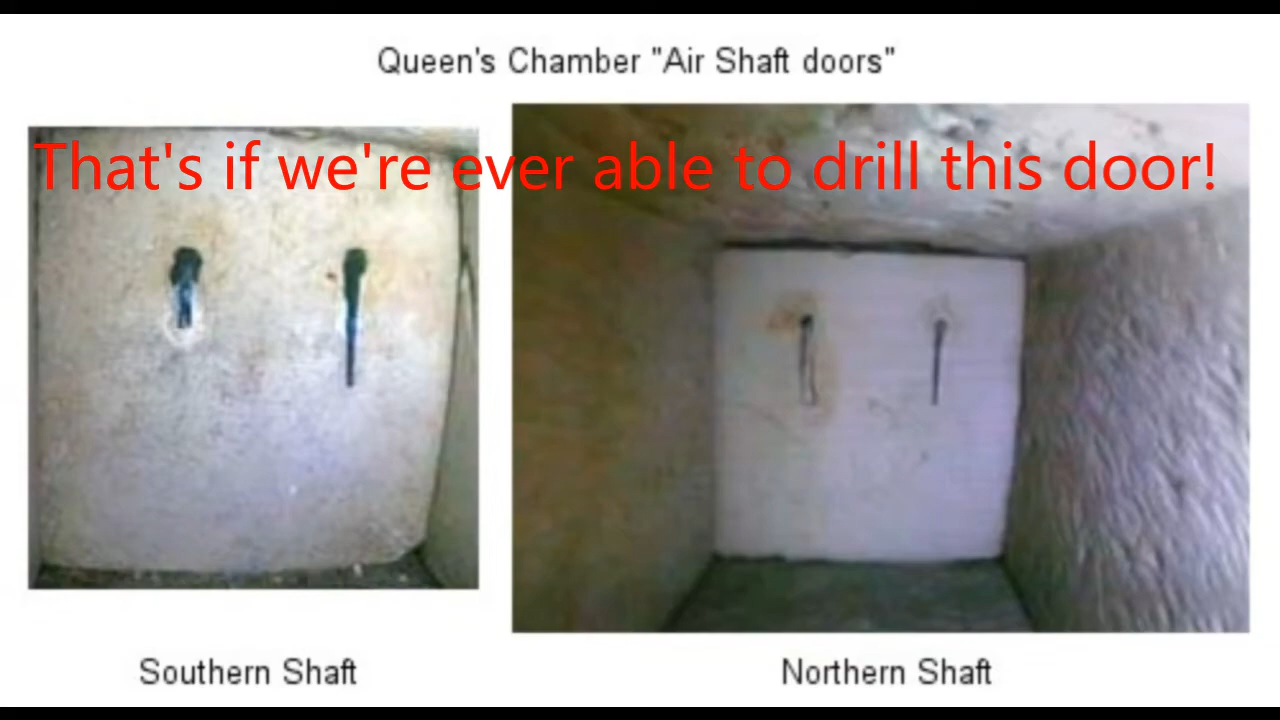 Queen's Chamber "Air Shaft doors"
That's if we're ever able to drill this door!
Southern Shaft
Northern Shaft